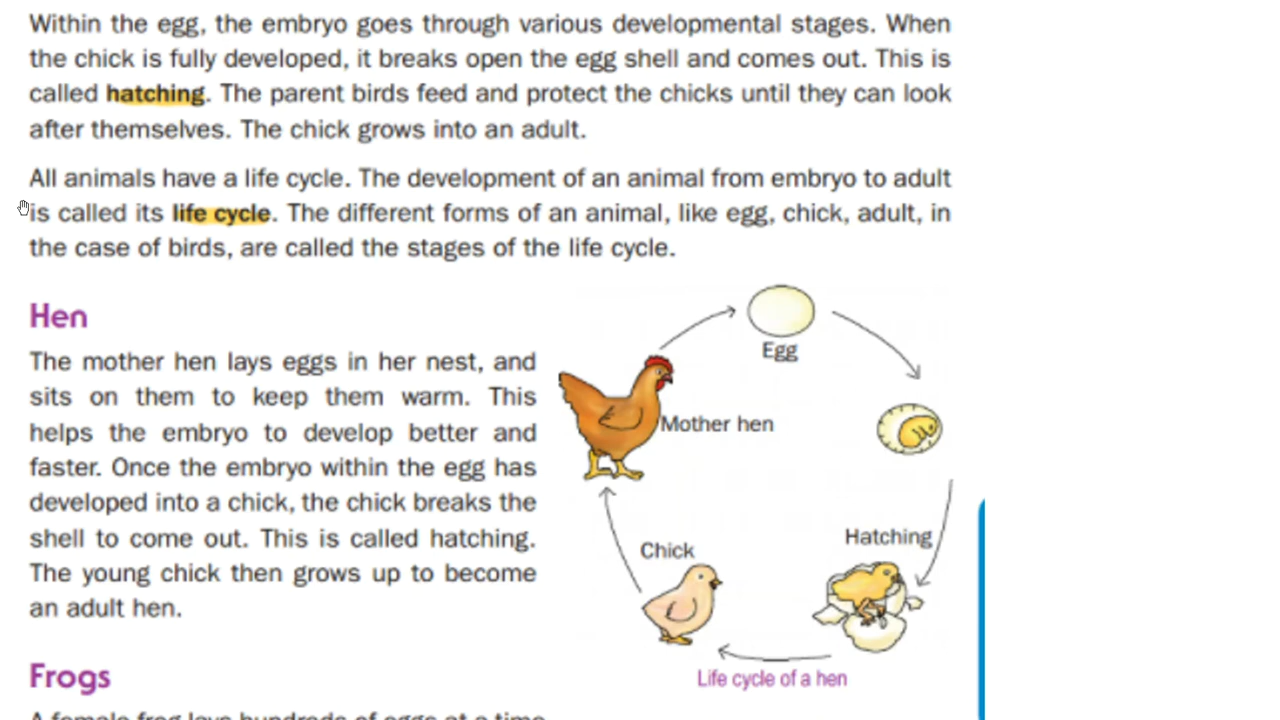 Within the egg, the embryo goes through various developmental stages. When
the chick is fully developed, it breaks open the egg shell and comes out. This is
called hatching. The parent birds feed and protect the chicks until they can look
after themselves. The chick grows into an adult.
All animals have a life cycle. The development of an animal from embryo to adult
is called its life cycle. The different forms of an animal, like egg, chick, adult, in
the case of birds, are called the stages of the life cycle.
Hen
The mother hen lays eggs in her nest, and
sits on them to keep them warm. This
helps the embryo to develop better and
faster. Once the embryo within the egg has
developed into a chick, the chick breaks the
shell to come out. This is called hatching.
The young chick then grows up to become
an adult hen.
Egg
Mother hen
Hatching
Chick
Life cycle of a hen
Frogs
A female frog lays hundreds of eggs at a time